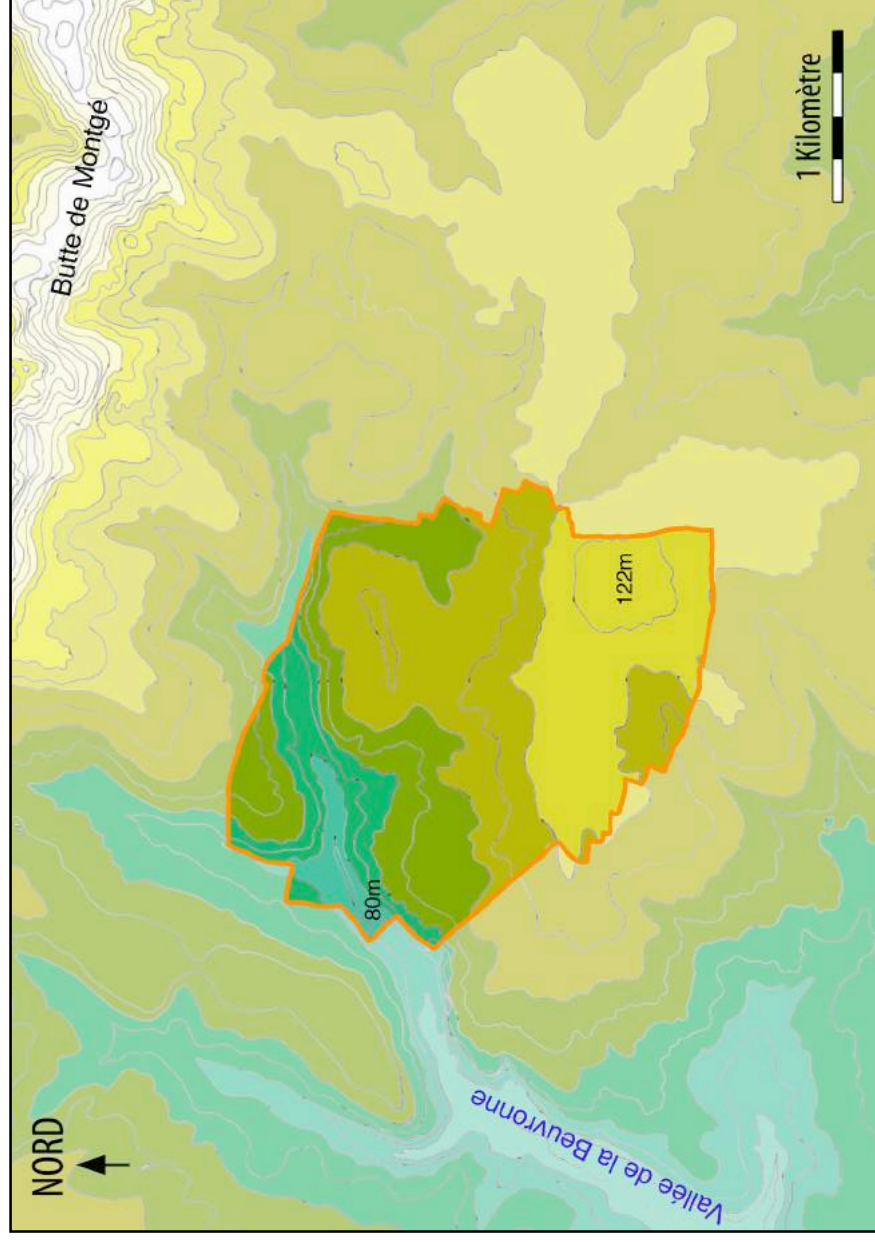 NORD
Butte de Montgé
Vallée de la Beuvronne
80m
122m
1 Kilomètre